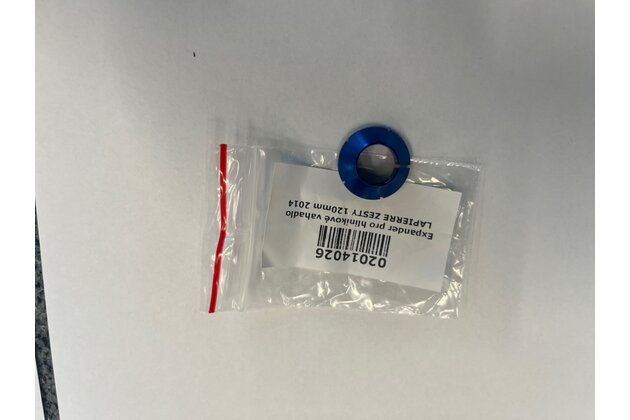 02014026
Expander pro hliníkové vahadlo
LAPIERRE ZESTY 120mm 2014